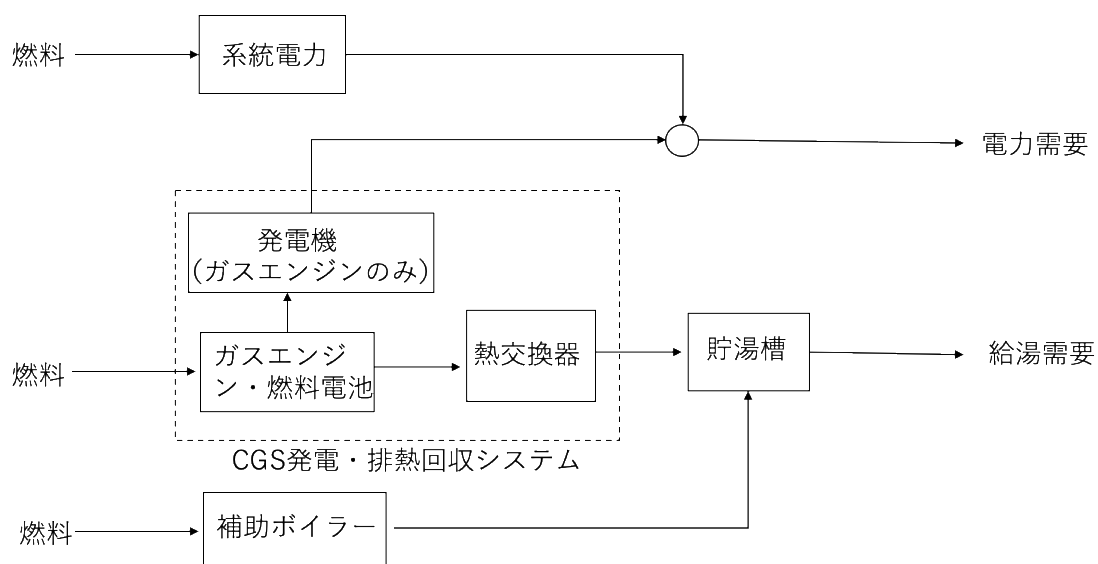 燃料
系統電力
電力需要
発電機
(ガスエンジンのみ)
燃料
ガスエンジ
ン・燃料電池
熱交換器
貯湯槽
給湯需要
CGS発電・排熱回収システム
燃料
補助ボイラー